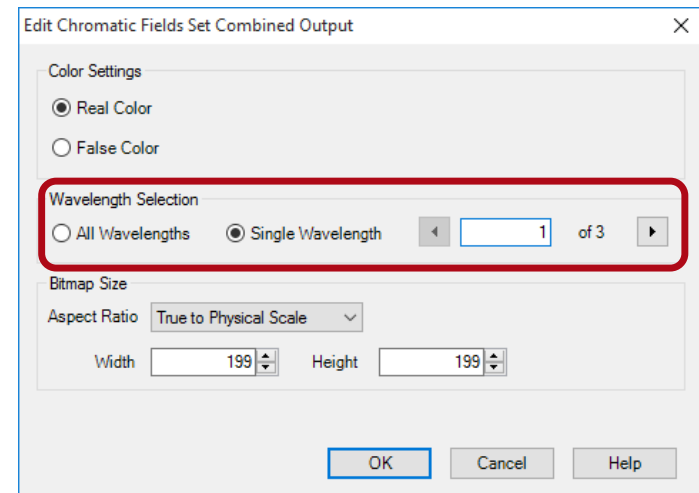 Edit Chromatic Fields Set Combined Output
Color Settings
Real Color
False Color
Wavelength Selection
All Wavelengths Single Wavelength 1 of 3
Bitmap Size
Aspect Ratio True to Physical Scale
Width 199 Height 199
OK Cancel Help